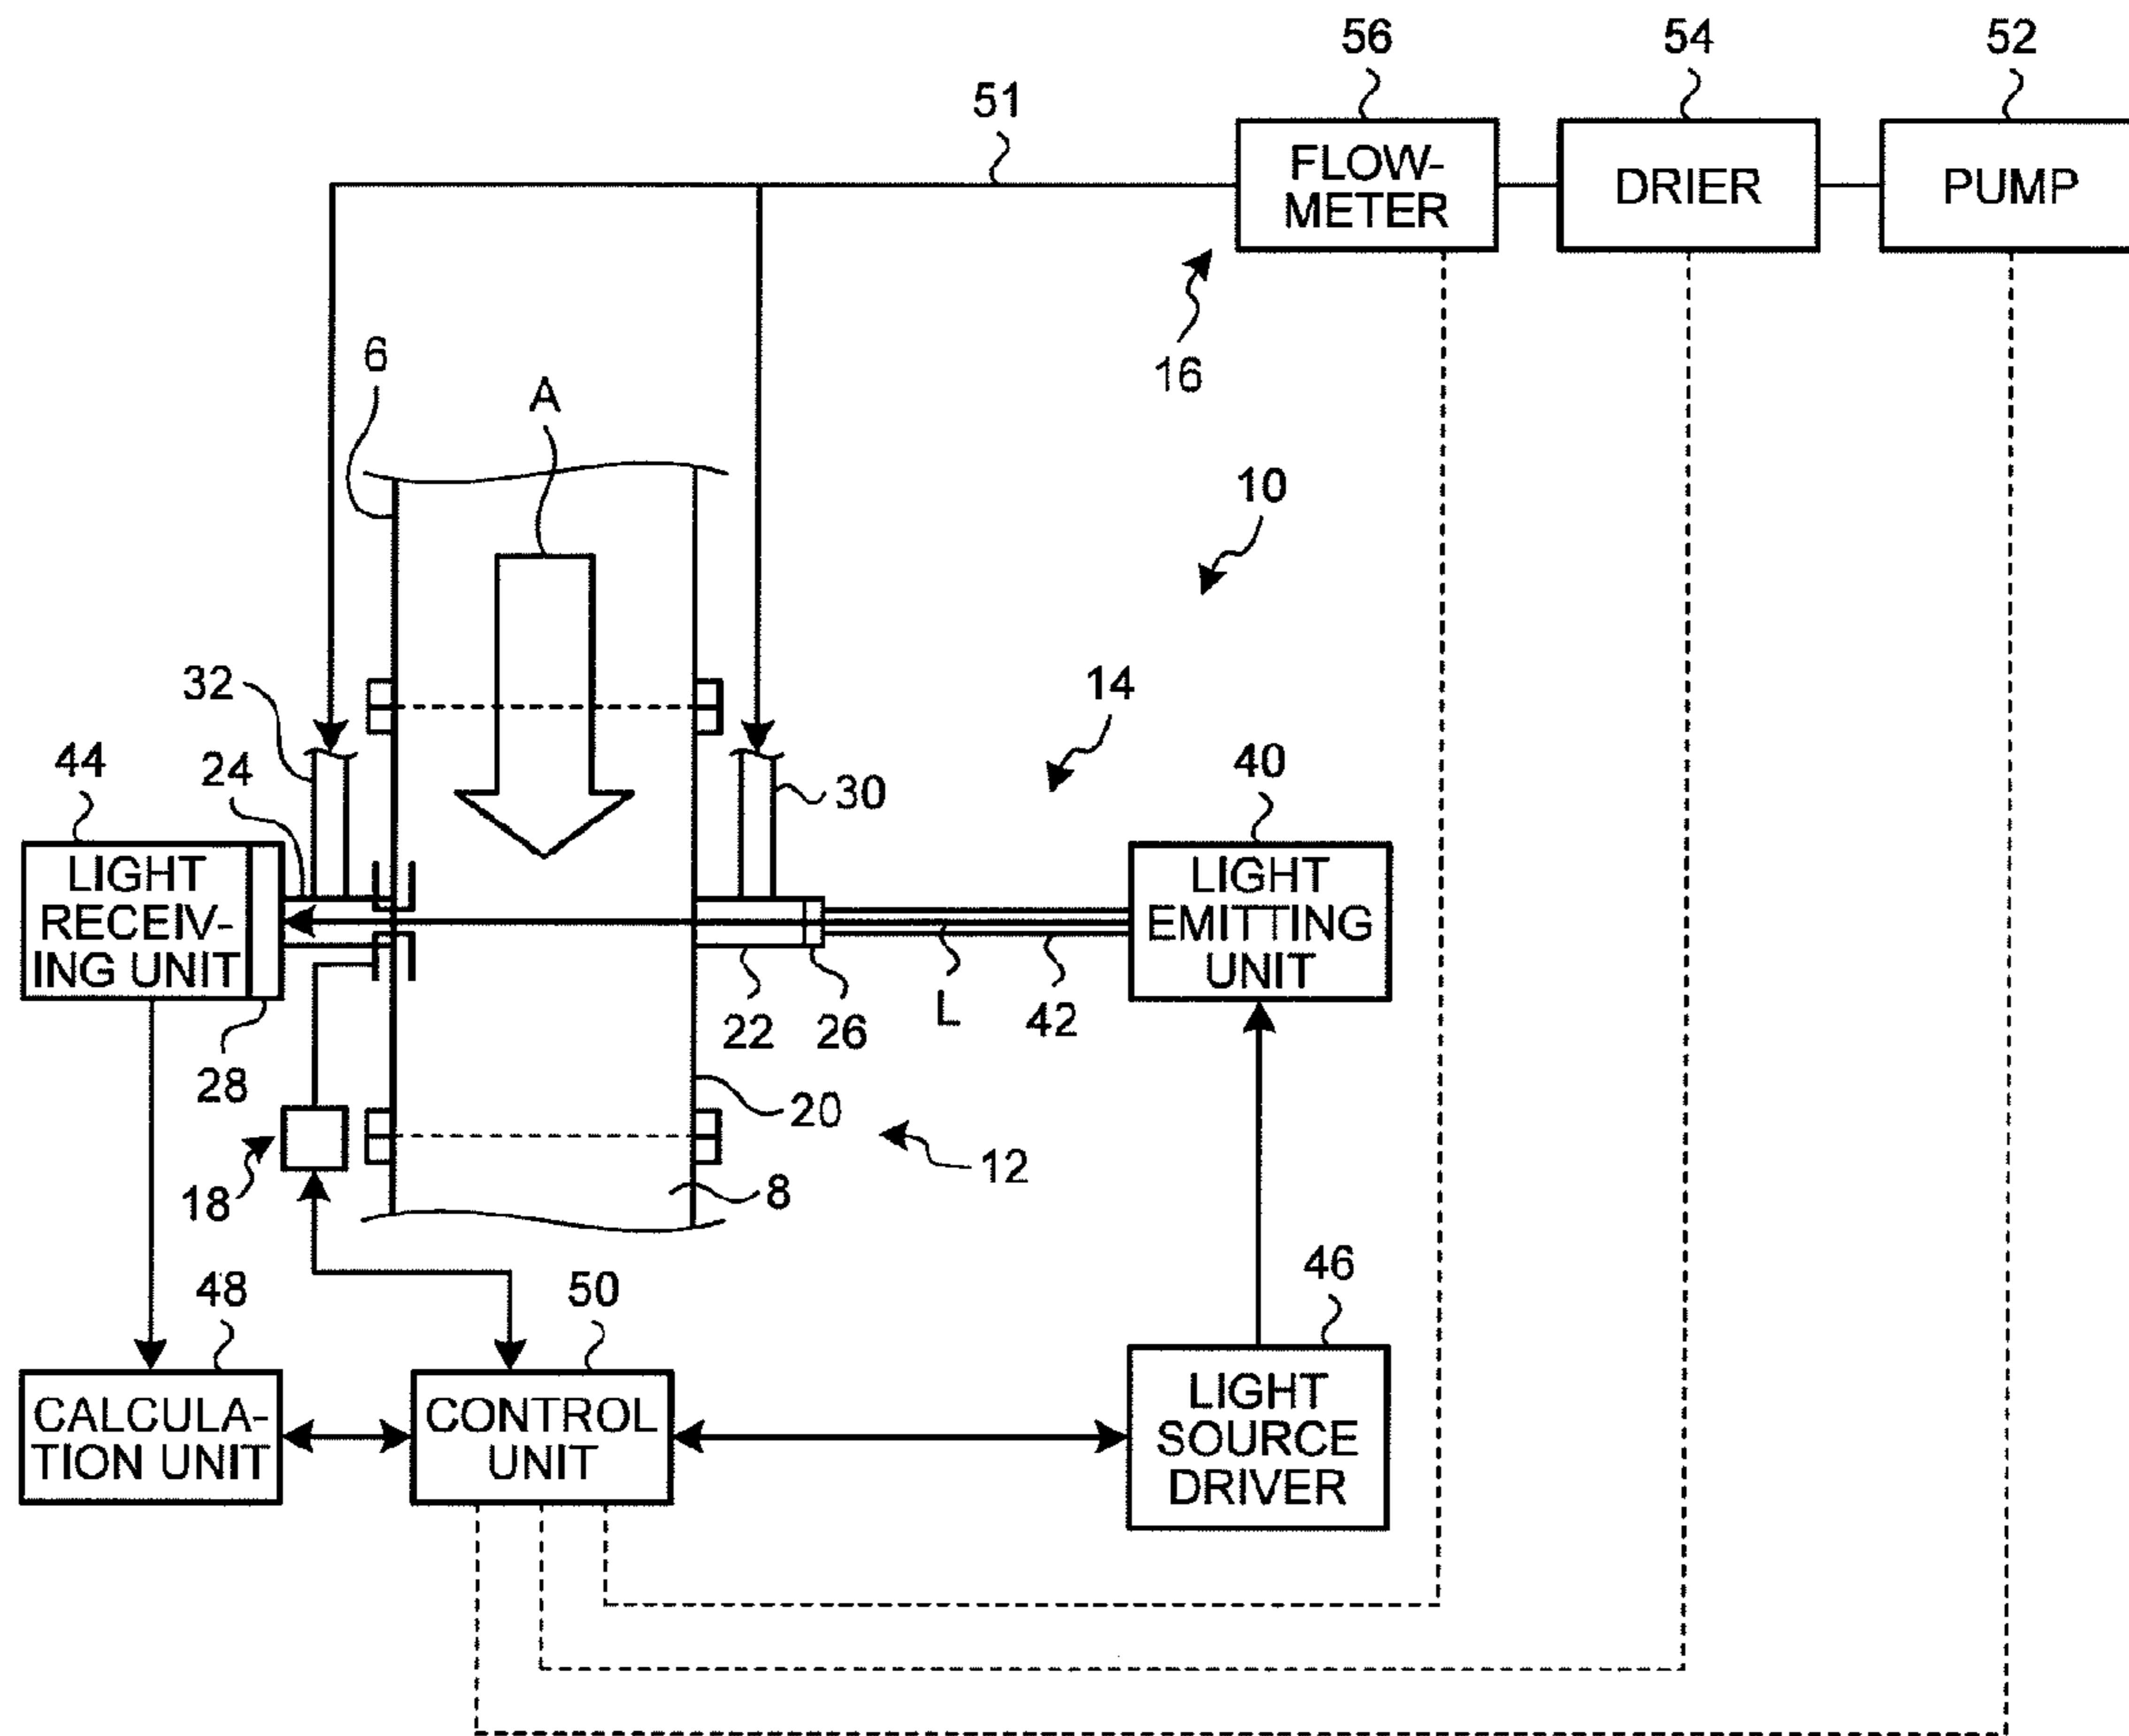 56
54
52
51
FLOW-
METER
DRIER
PUMP
16
6
A
10
32
14
44
24
30
40
LIGHT
RECEIV-
ING UNIT
LIGHT
EMITTING
UNIT
22
26
L
42
28
20
18
12
8
48
50
46
CALCULA-
TION UNIT
CONTROL
UNIT
LIGHT
SOURCE
DRIVER